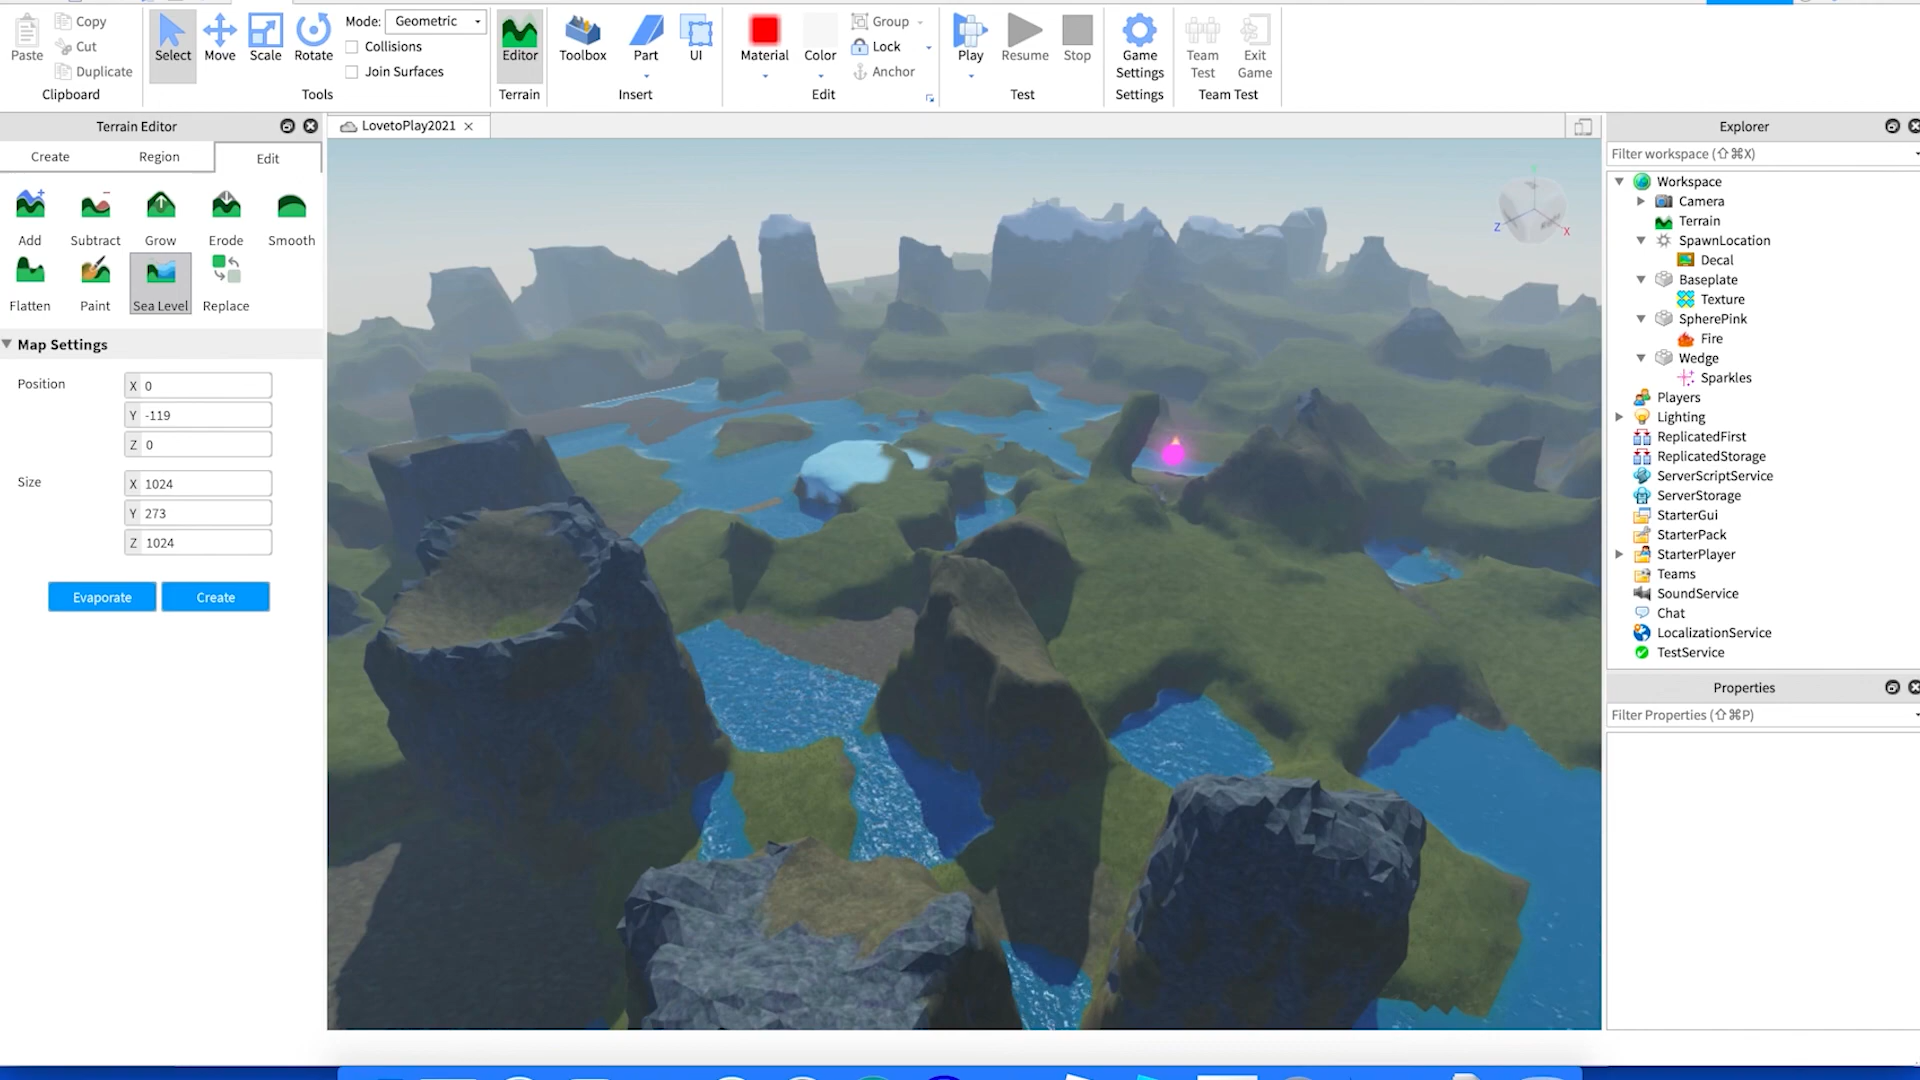 Paste
Copy
Cut
Duplicate
Clipboard
Select
Move
Scale
Rotate
Mode: Geometric
Collisions
Join Surfaces
Tools
Editor
Terrain
Toolbox
Part
UI
Insert
Material
Color
Group
Lock
Anchor
Edit
Play
Resume
Stop
Test
Game
Settings
Settings
Team
Test
Exit
Game
Team Test
Terrain Editor
Create
Region
Edit
Add
Subtract
Grow
Erode
Smooth
Flatten
Paint
Sea Level
Replace
Map Settings
Position
X 0
Y -119
Z 0
Size
X 1024
Y 273
Z 1024
Evaporate
Create
LovetoPlay2021
Z
X
Explorer
Filter workspace (⇧⌘X)
Workspace
Camera
Terrain
SpawnLocation
Decal
Baseplate
Texture
SpherePink
Fire
Wedge
Sparkles
Players
Lighting
ReplicatedFirst
ReplicatedStorage
ServerScriptService
ServerStorage
StarterGui
StarterPack
StarterPlayer
Teams
SoundService
Chat
LocalizationService
TestService
Properties
Filter Properties (⇧⌘P)